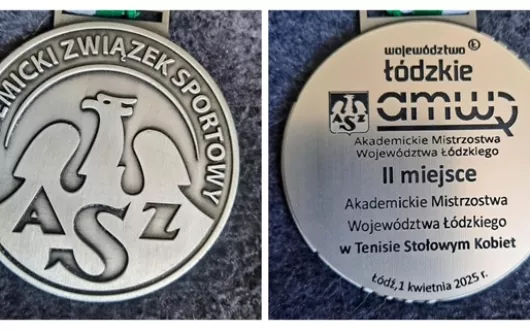 EMICKI ZWIĄZEK SPORTOWY
AZS
województwo
łódzkie
AZS
amwł
Akademickie Mistrzostwa
Województwa Łódzkiego
II miejsce
Akademickie Mistrzostwa
Województwa Łódzkiego
w Tenisie Stołowym Kobiet
Łódź,1 kwietnia 2025 r.